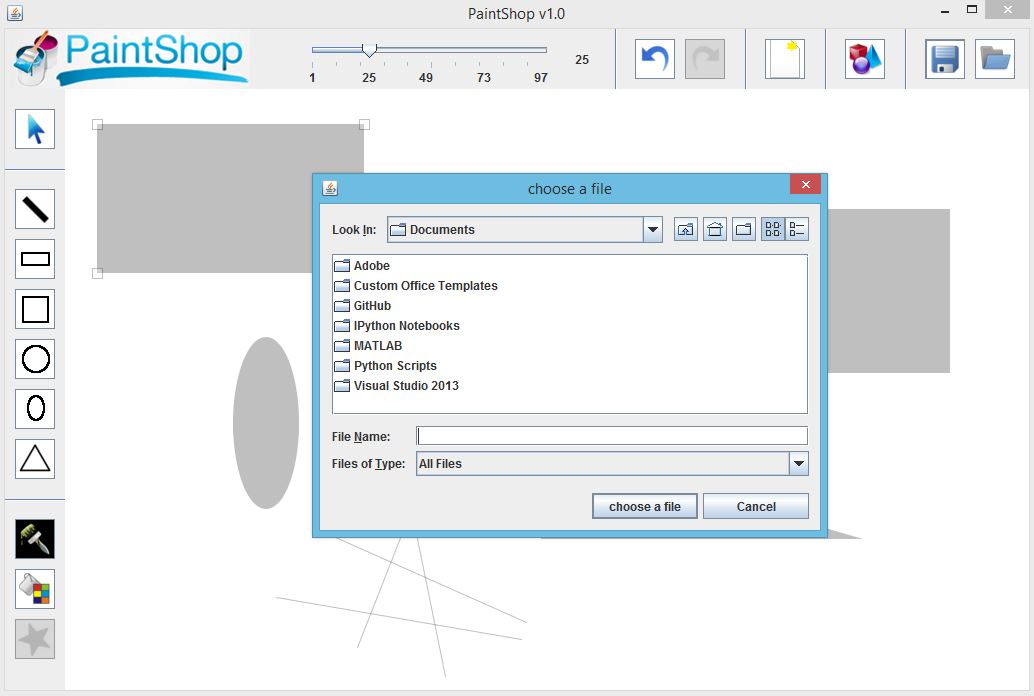 PaintShop v1.0
PaintShop
1 25 49 73 97
25
choose a file
Look In: Documents
Adobe
Custom Office Templates
GitHub
IPython Notebooks
MATLAB
Python Scripts
Visual Studio 2013
File Name:
Files of Type: All Files
choose a file Cancel